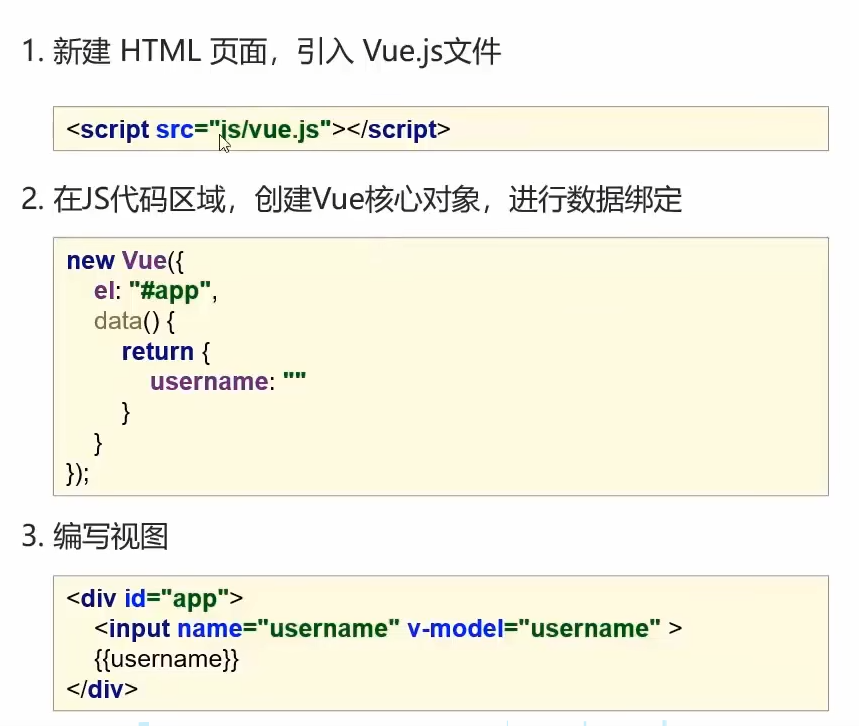 1. 新建 HTML 页面，引入 Vue.js文件
<script src="js/vue.js"></script>
2. 在JS代码区域，创建Vue核心对象，进行数据绑定
new Vue({
    el: "#app",
    data() {
        return {
            username: ""
        }
    }
});
3. 编写视图
<div id="app">
    <input name="username" v-model="username" >
    {{username}}
</div>